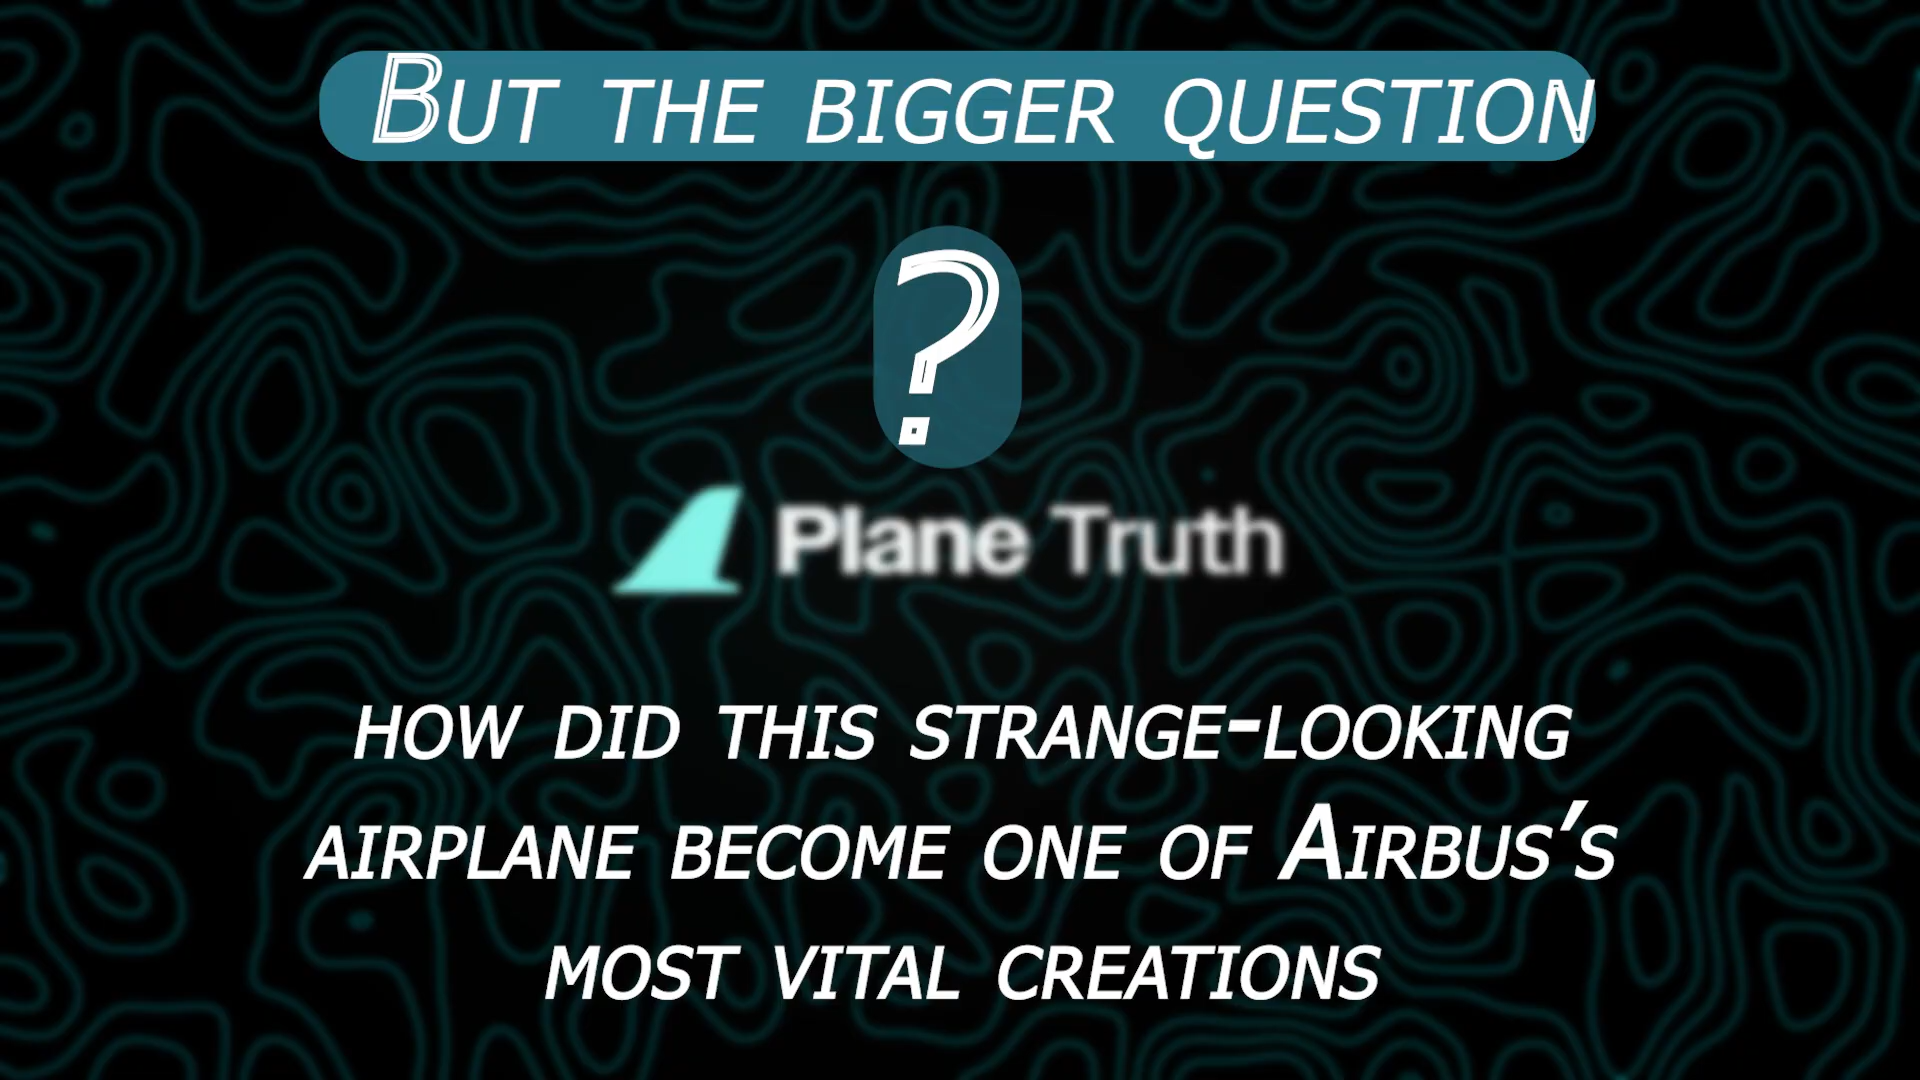 But the bigger question
?
Plane Truth
how did this strange-looking
airplane become one of Airbus’s
most vital creations